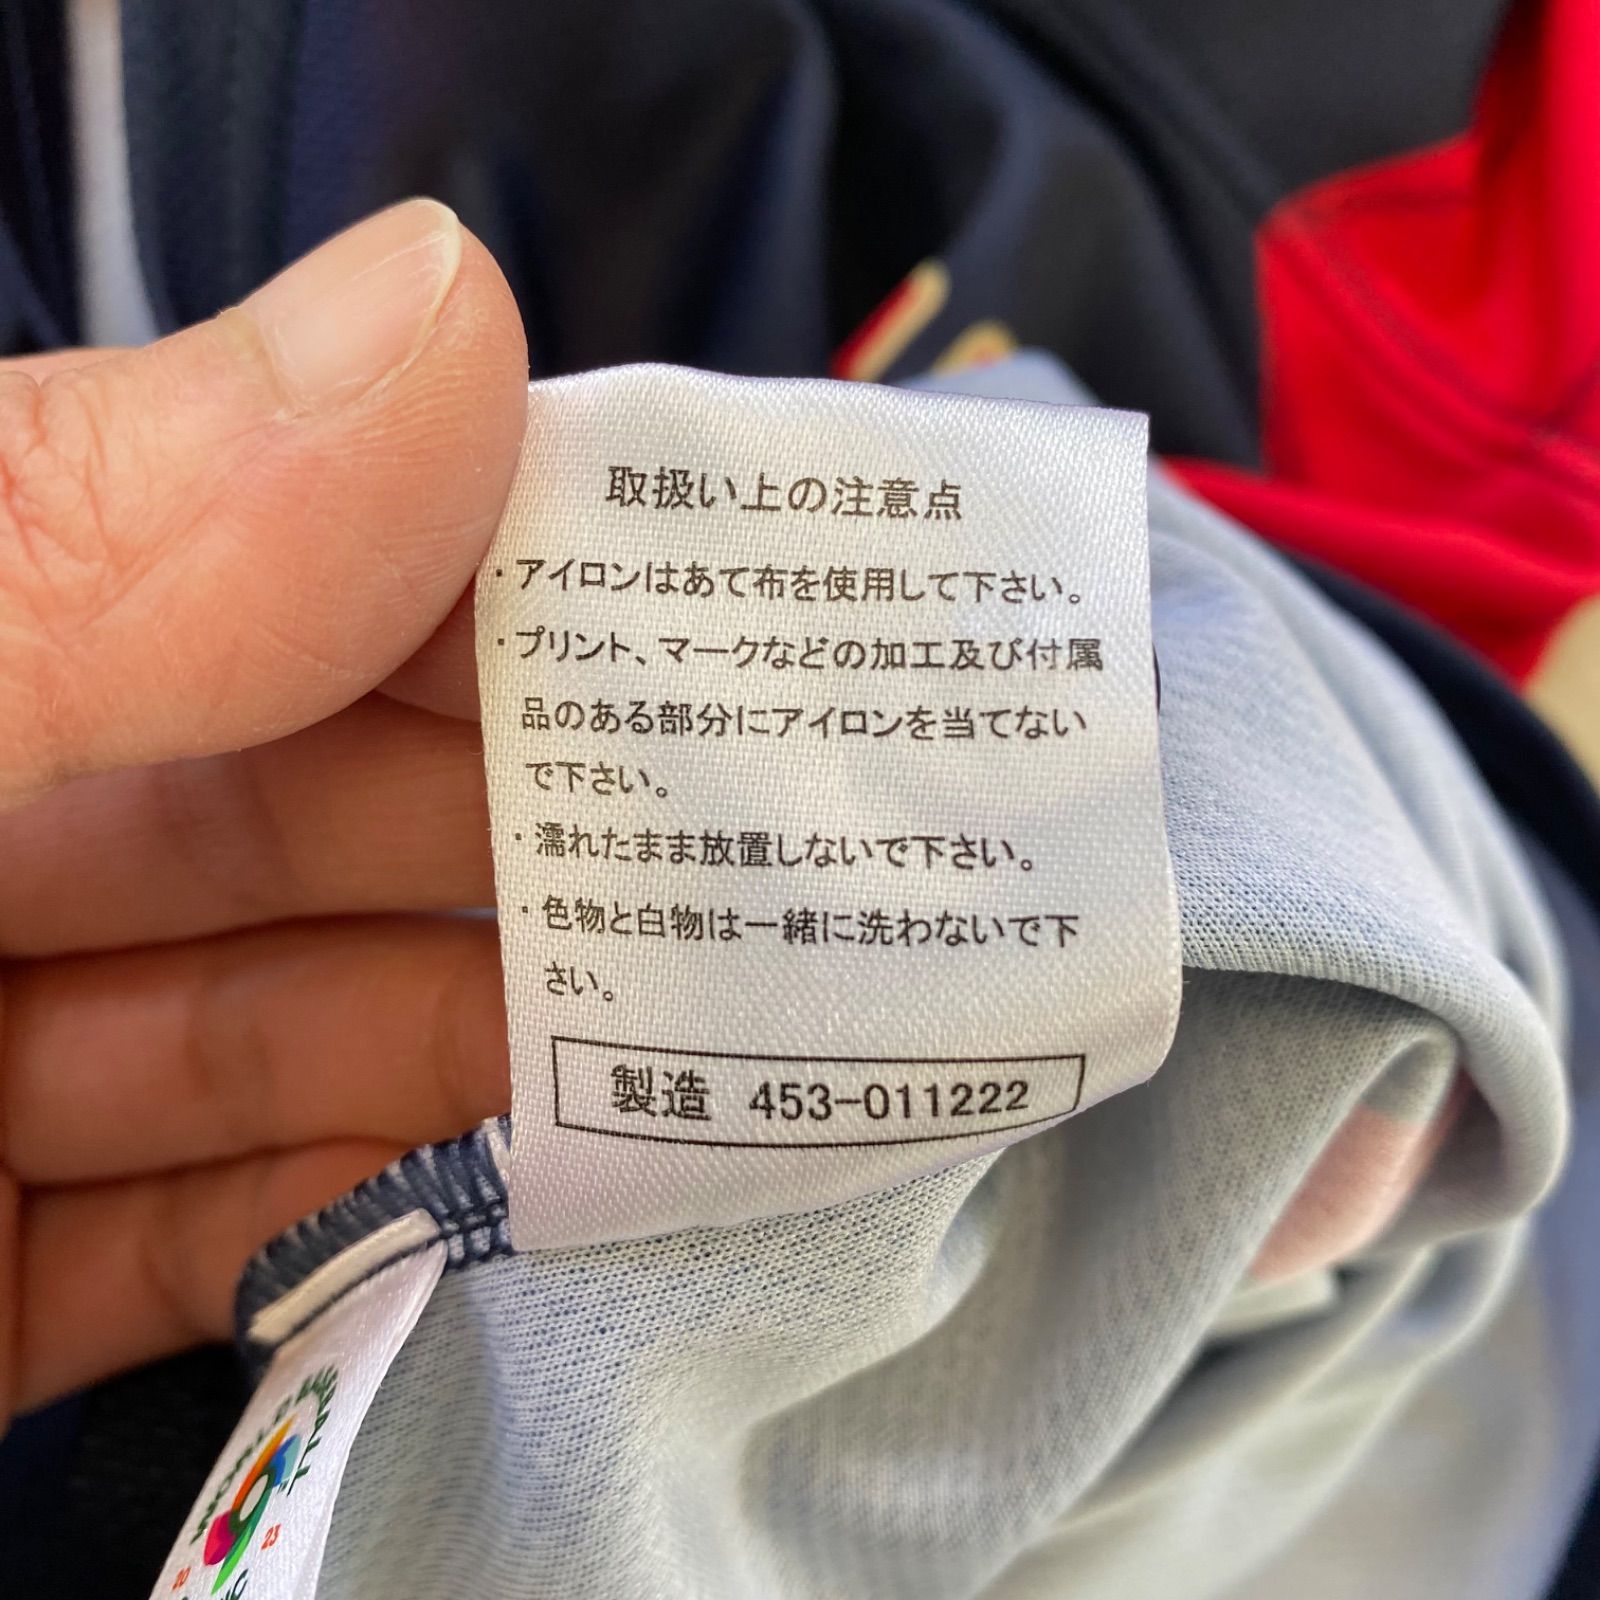 取扱い上の注意点
・アイロンはあて布を使用して下さい。
・プリント、マークなどの加工及び付属
品のある部分にアイロンを当てない
で下さい。
・濡れたまま放置しないで下さい。
・色物と白物は一緒に洗わないで下
さい。
製造 453-011222
WORLD BASEBALL
20 23